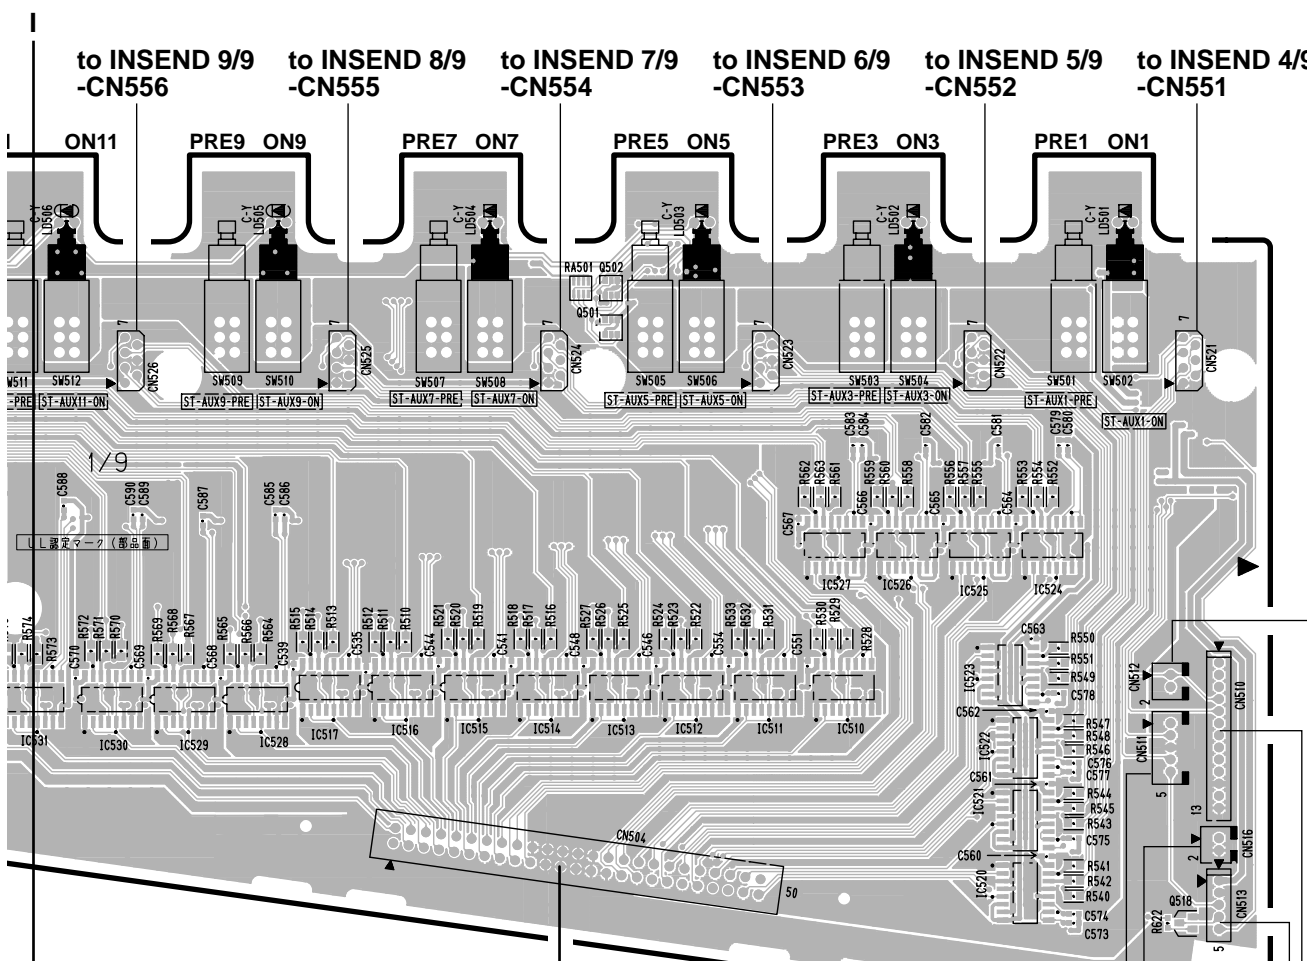 to INSEND 9/9
-CN556
to INSEND 8/9
-CN555
to INSEND 7/9
-CN554
to INSEND 6/9
-CN553
to INSEND 5/9
-CN552
to INSEND 4/9
-CN551
ON11
PRE9 ON9
PRE7 ON7
PRE5 ON5
PRE3 ON3
PRE1 ON1
C-Y
LD506
C-Y
LD505
C-Y
LD504
C-Y
LD503
C-Y
LD502
C-Y
LD501
RA501 Q502
Q501
7
CN526
7
CN525
7
CN524
7
CN523
7
CN522
7
CN521
SW511 SW512 SW509 SW510 SW507 SW508 SW505 SW506 SW503 SW504 SW501 SW502
-PRE ST-AUX11-ON ST-AUX9-PRE ST-AUX9-ON ST-AUX7-PRE ST-AUX7-ON ST-AUX5-PRE ST-AUX5-ON ST-AUX3-PRE ST-AUX3-ON ST-AUX1-PRE ST-AUX1-ON
C583 C584 C582 C581 C579 C580
1/9
R562 R563 R561 R559 R560 R558 R556 R557 R555 R553 R554 R552
C588 C590 C589 C587 C585 C586
C567 C566 C565 C564
UL認定マーク(部品面)
IC527 IC526 IC525 IC524
R574 R573 R572 R571 R570 R569 R568 R567 R565 R566 R564 R515 R514 R513 R512 R511 R510 R521 R520 R519 R518 R517 R516 R527 R526 R525 R524 R523 R522 R533 R532 R531 R530 R529 R528
C570 C569 C568 C539 C535 C544 C541 C548 C546 C554 C551
IC531 IC530 IC529 IC528 IC517 IC516 IC515 IC514 IC513 IC512 IC511 IC510
C563
R550
R551
R549
C578
IC523
C562
R547
R548
R546
C576
C577
IC522
C561
IC521
R544
R545
R543
C575
C560
IC520
R541
R542
R540
C574
C573
CN512
2
CN510
13
CN511
5
CN516
2
CN513
5
Q518
R622
CN504
50